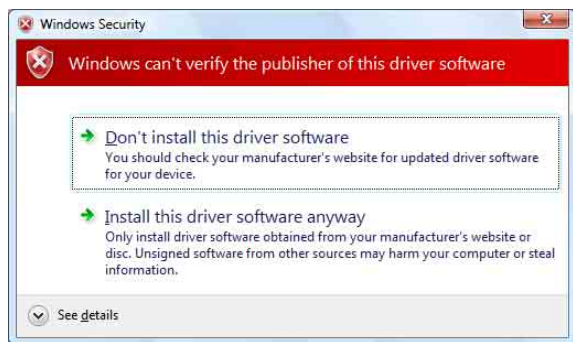 Windows Security
Windows can't verify the publisher of this driver software
Don't install this driver software
You should check your manufacturer's website for updated driver software
for your device.
Install this driver software anyway
Only install driver software obtained from your manufacturer's website or
disc. Unsigned software from other sources may harm your computer or steal
information.
See details